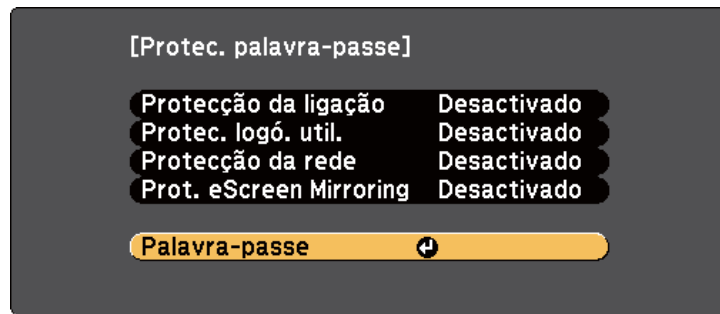 [Protec. palavra-passe]
Protecção da ligação Desactivado
Protec. logó. util. Desactivado
Protecção da rede Desactivado
Prot. eScreen Mirroring Desactivado
Palavra-passe